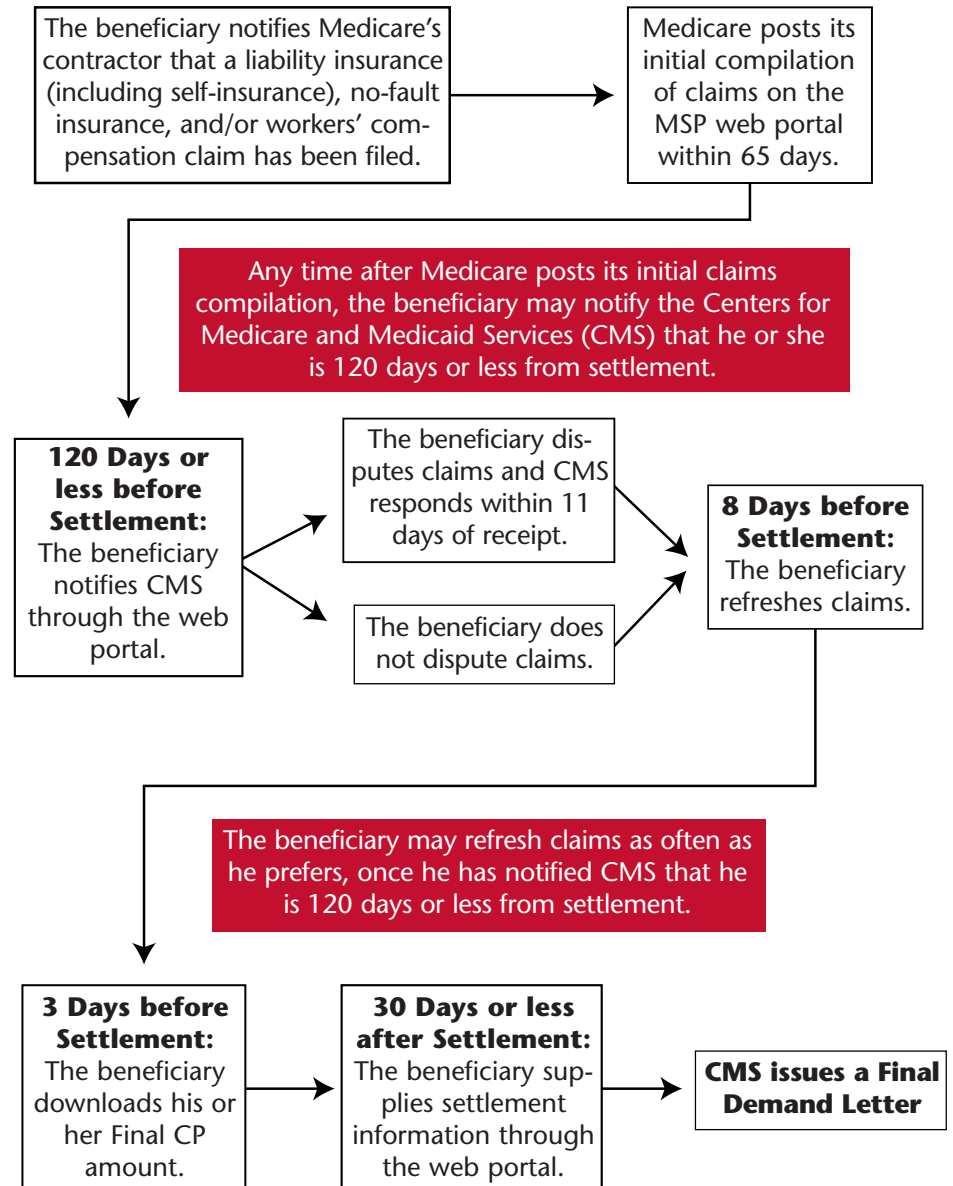 The beneficiary notifies Medicare’s
contractor that a liability insurance
(including self-insurance), no-fault
insurance, and/or workers’ com-
pensation claim has been filed.
Medicare posts its
initial compilation
of claims on the
MSP web portal
within 65 days.
Any time after Medicare posts its initial claims
compilation, the beneficiary may notify the Centers for
Medicare and Medicaid Services (CMS) that he or she
is 120 days or less from settlement.
120 Days or
less before
Settlement:
The beneficiary
notifies CMS
through the web
portal.
The beneficiary dis-
putes claims and CMS
responds within 11
days of receipt.
The beneficiary does
not dispute claims.
8 Days before
Settlement:
The beneficiary
refreshes claims.
The beneficiary may refresh claims as often as
he prefers, once he has notified CMS that he
is 120 days or less from settlement.
3 Days before
Settlement:
The beneficiary
downloads his or
her Final CP
amount.
30 Days or less
after Settlement:
The beneficiary sup-
plies settlement
information through
the web portal.
CMS issues a Final
Demand Letter